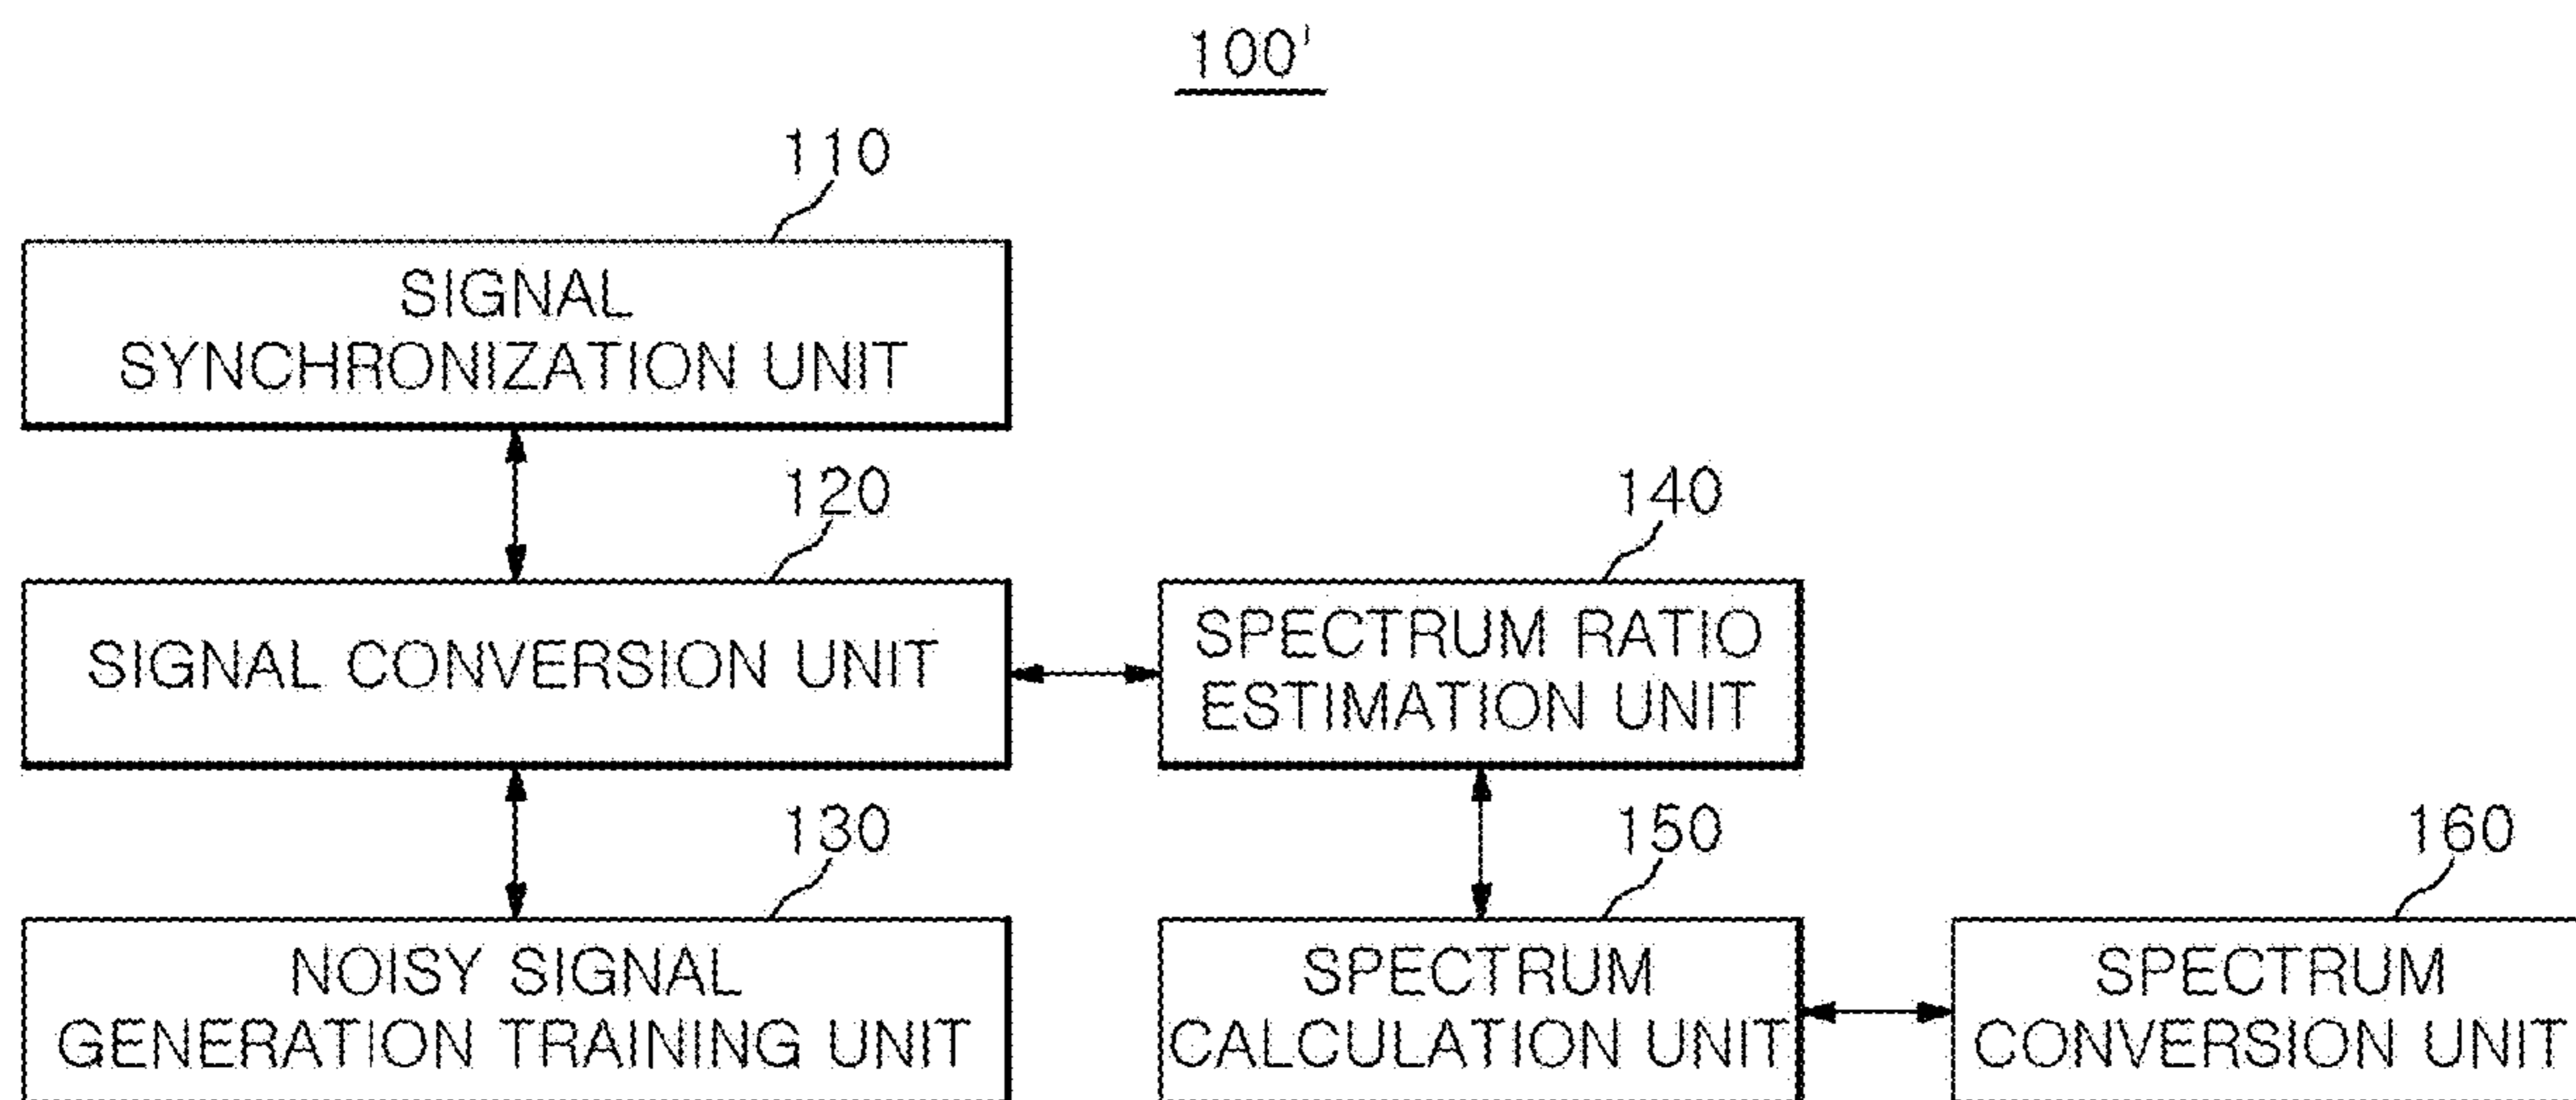 100'
110
SIGNAL
SYNCHRONIZATION UNIT
120
SIGNAL CONVERSION UNIT
140
SPECTRUM RATIO
ESTIMATION UNIT
130
NOISY SIGNAL
GENERATION TRAINING UNIT
150
SPECTRUM
CALCULATION UNIT
160
SPECTRUM
CONVERSION UNIT